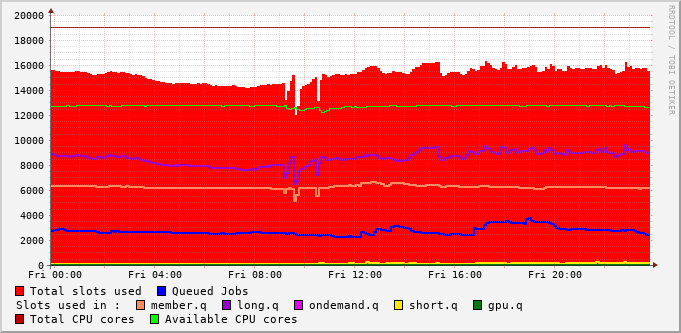 20000
18000
16000
14000
12000
10000
8000
6000
4000
2000
0
Fri 00:00 Fri 04:00 Fri 08:00 Fri 12:00 Fri 16:00 Fri 20:00
RRDTOOL / TOBI OETIKER
Total slots used Queued Jobs
Slots used in : member.q long.q ondemand.q short.q gpu.q
Total CPU cores Available CPU cores